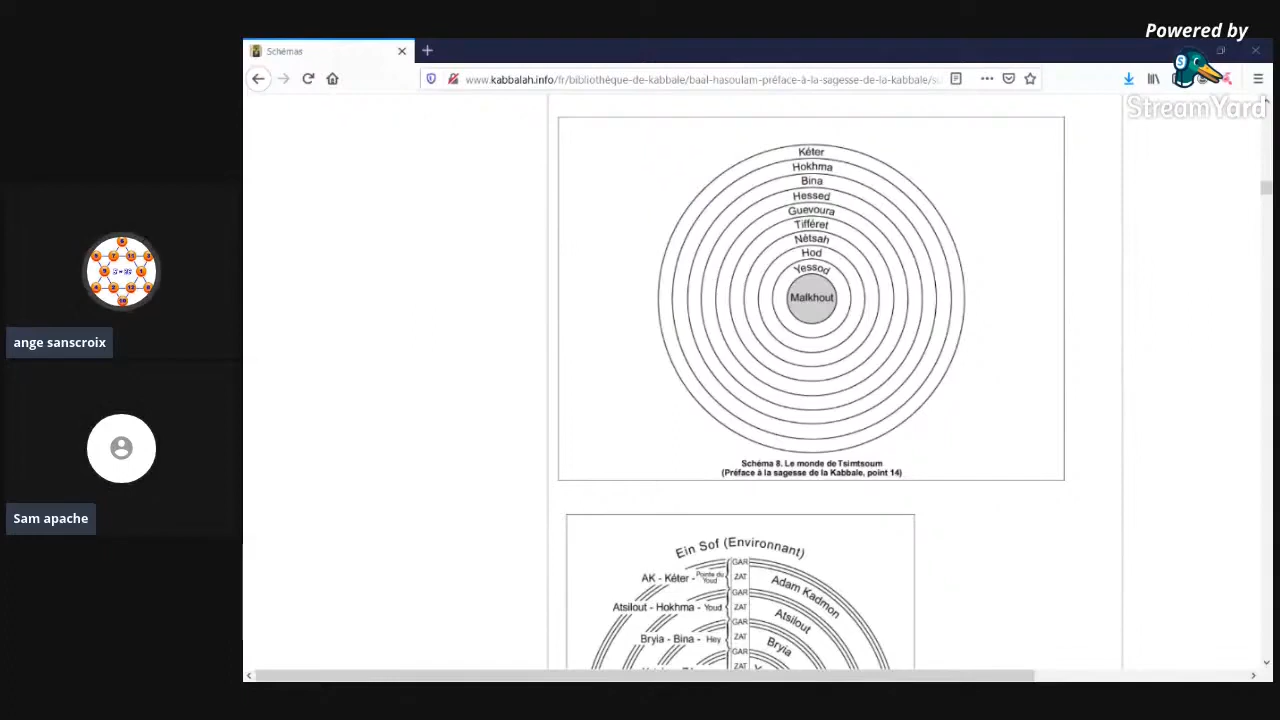 Powered by
StreamYard
Schémas
www.kabbalah.info/fr/bibliothèque-de-kabbale/baal-hasoulam-préface-à-la-sagesse-de-la-kabbale/su
Kéter
Hokhma
Bina
Hessed
Guevoura
Tifféret
Nétsah
Hod
Yessod
Malkhout
Schéma 8. Le monde de Tsimtsoum
(Préface à la sagesse de la Kabbale, point 14)
Ein Sof (Environnant)
AK - Kéter - Pointe du Youd
GAR
ZAT
Adam Kadmon
Atsilout - Hokhma - Youd
GAR
ZAT
Atsilout
Bryia - Bina - Hey
GAR
ZAT
Bryia
GAR
ZAT
ange sanscroix
Sam apache